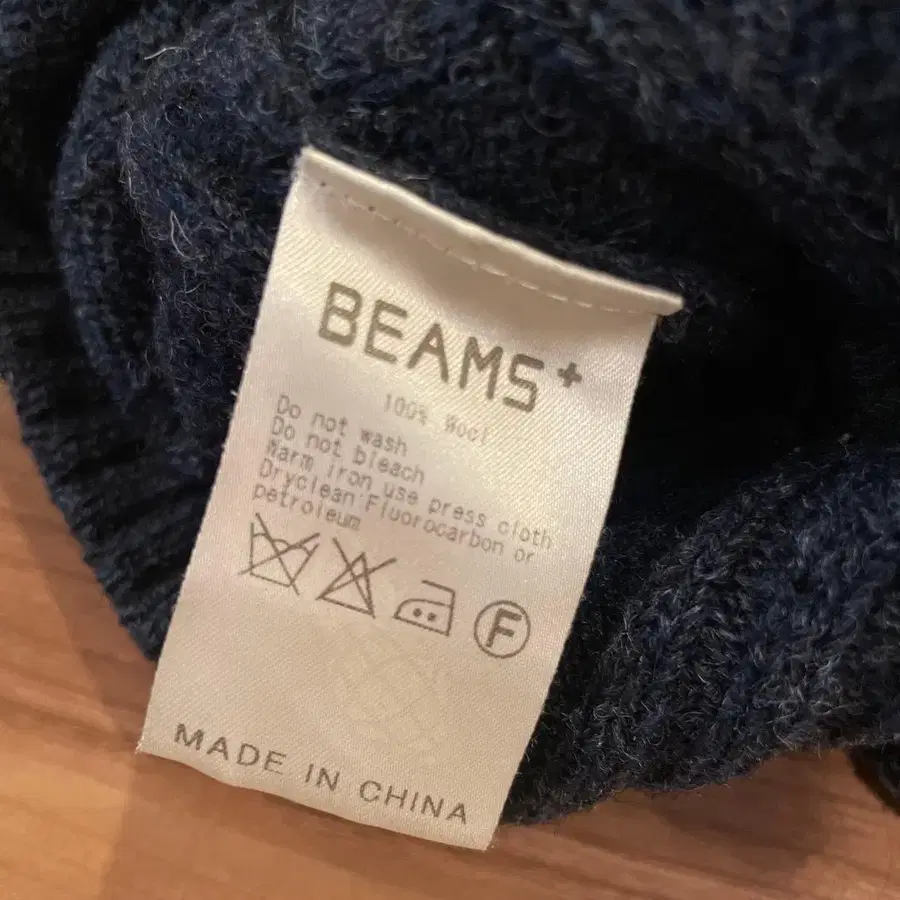 BEAMS+
100% Wool
Do not wash
Do not bleach
Warm iron use press cloth
Dryclean Fluorocarbon or
petroleum
F
MADE IN CHINA